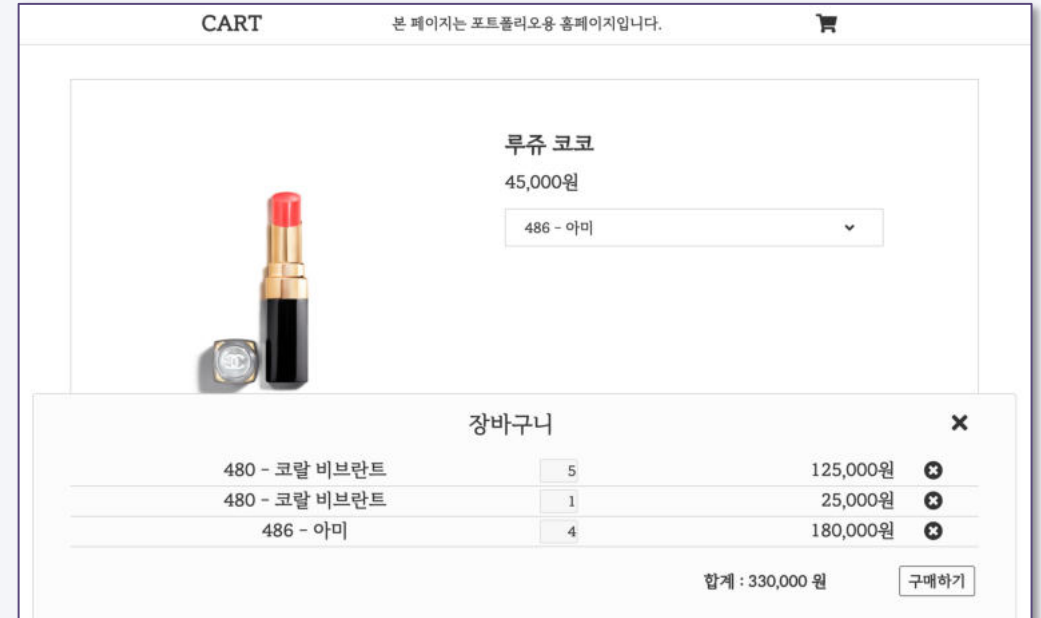 CART 본 페이지는 포트폴리오용 홈페이지입니다.
루쥬 코코
45,000원
486 - 아미
장바구니
480 - 코랄 비브란트 5 125,000원
480 - 코랄 비브란트 1 25,000원
486 - 아미 4 180,000원
합계 : 330,000 원 구매하기